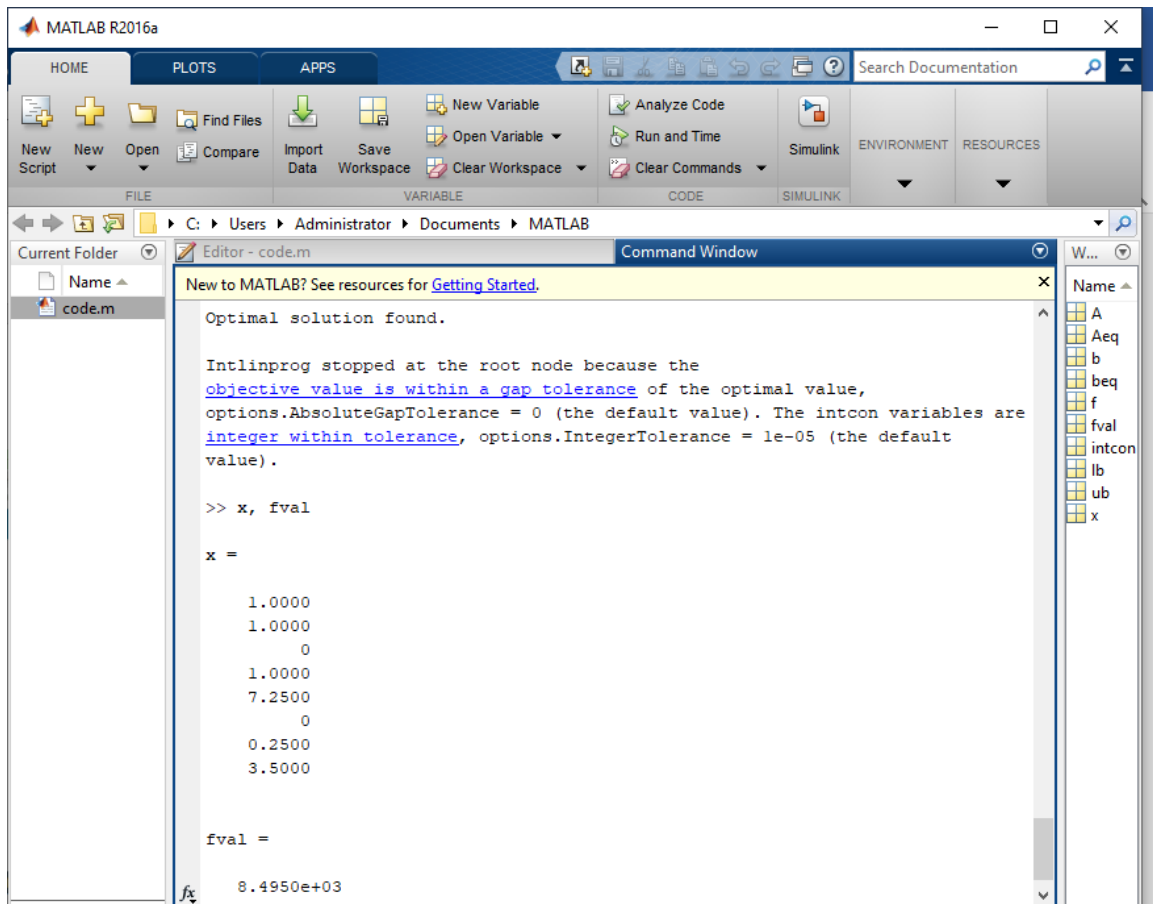 MATLAB R2016a
HOME
PLOTS
APPS
Search Documentation
New Script
New
Open
Find Files
Compare
Import Data
Save Workspace
New Variable
Open Variable
Clear Workspace
Analyze Code
Run and Time
Clear Commands
Simulink
ENVIRONMENT
RESOURCES
FILE
VARIABLE
CODE
SIMULINK
C: Users Administrator Documents MATLAB
Current Folder
Name
code.m
Editor - code.m
Command Window
New to MATLAB? See resources for Getting Started.
Optimal solution found.
Intlinprog stopped at the root node because the
objective value is within a gap tolerance of the optimal value,
options.AbsoluteGapTolerance = 0 (the default value). The intcon variables are
integer within tolerance, options.IntegerTolerance = 1e-05 (the default
value).
>> x, fval
x =
1.0000
1.0000
0
1.0000
7.2500
0
0.2500
3.5000
fval =
8.4950e+03
fx
W...
Name
A
Aeq
b
beq
f
fval
intcon
lb
ub
x